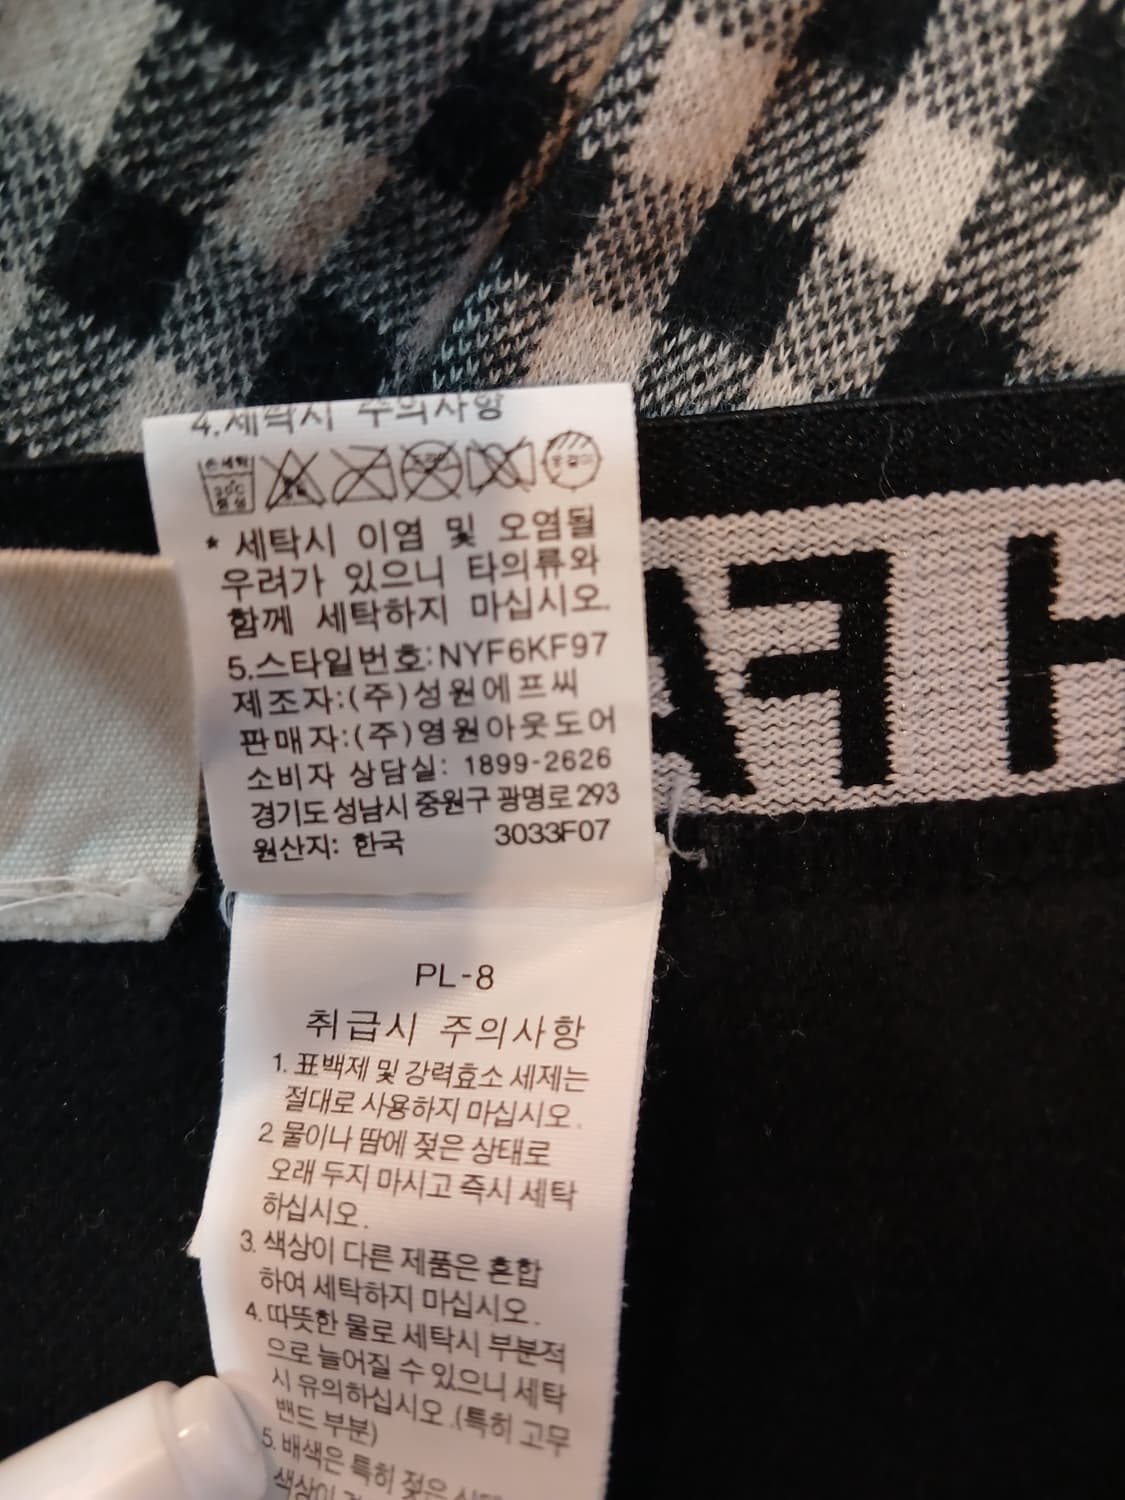 4.세탁시 주의사항
손세탁
30℃
중성
옷걸이
* 세탁시 이염 및 오염될
우려가 있으니 타의류와
함께 세탁하지 마십시오.
5.스타일번호:NYF6KF97
제조자:(주)성원에프씨
판매자:(주)영원아웃도어
소비자 상담실: 1899-2626
경기도 성남시 중원구 광명로 293
원산지: 한국 3033F07
PL-8
취급시 주의사항
1. 표백제 및 강력효소 세제는
절대로 사용하지 마십시오.
2 물이나 땀에 젖은 상태로
오래 두지 마시고 즉시 세탁
하십시오.
3. 색상이 다른 제품은 혼합
하여 세탁하지 마십시오.
4. 따뜻한 물로 세탁시 부분적
으로 늘어질 수 있으니 세탁
시 유의하십시오.(특히 고무
밴드 부분)
5. 배색은 특히 젖은
색상이